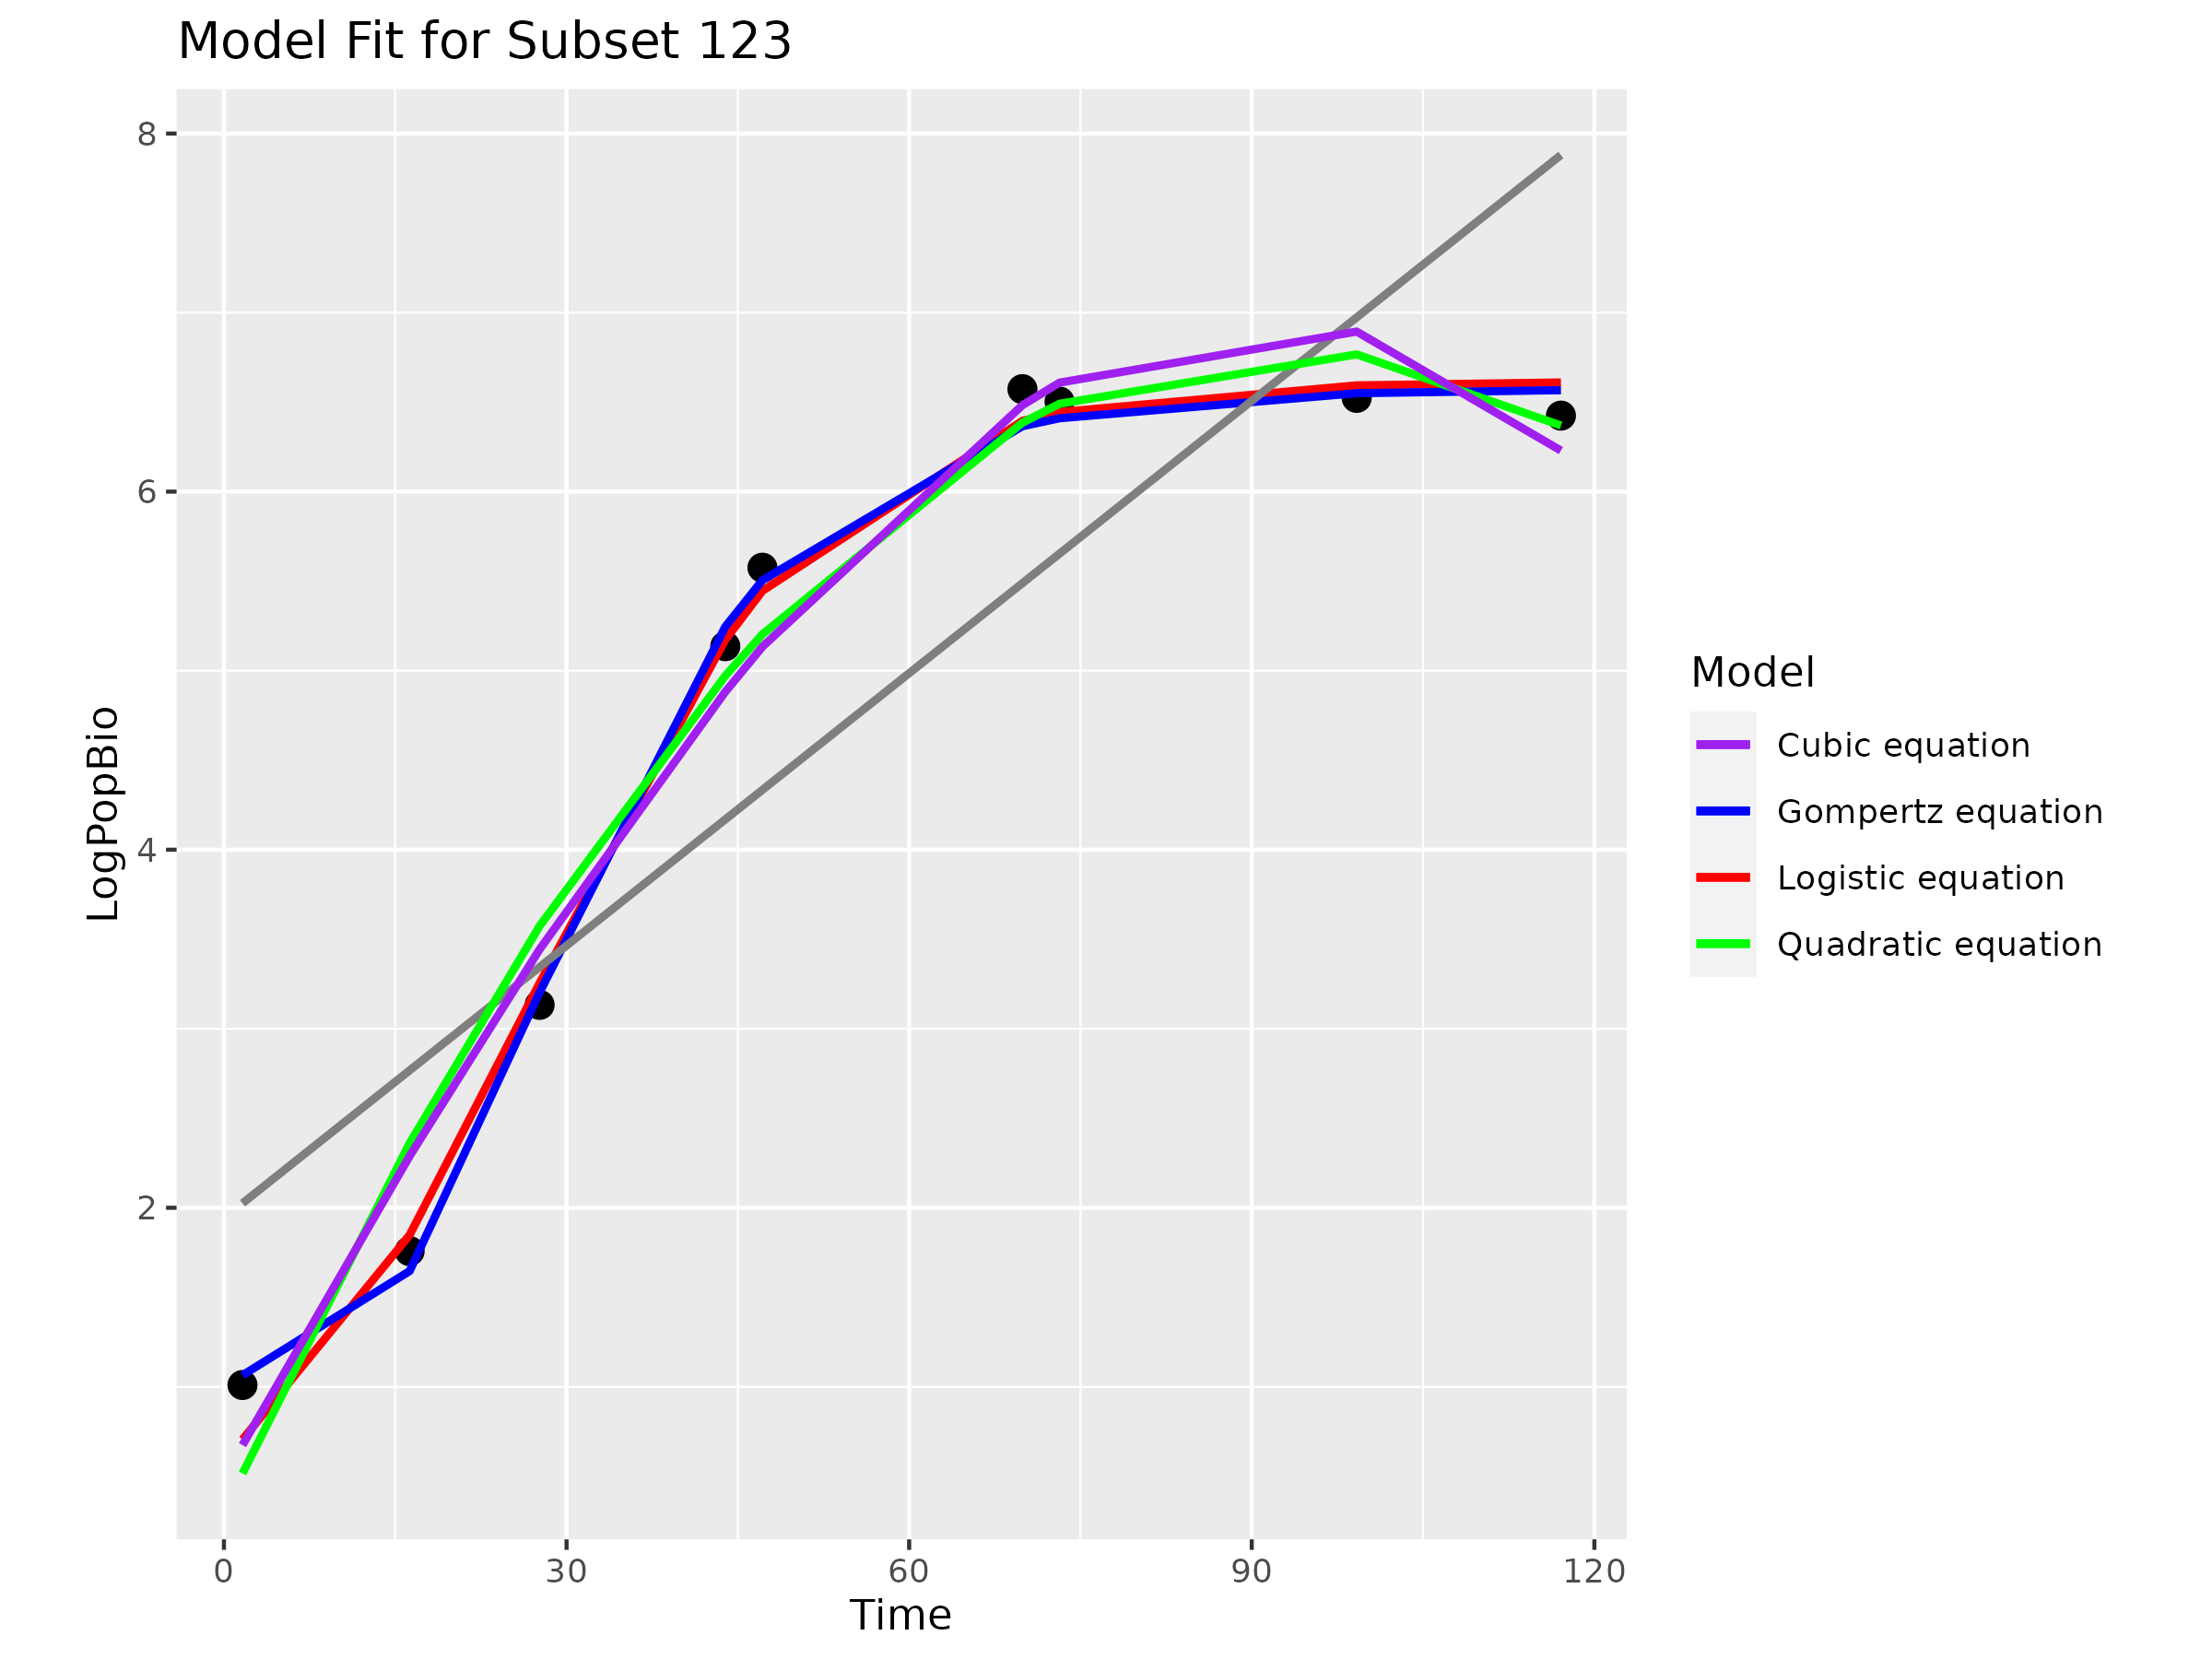 Model Fit for Subset 123
8
6
4
2
LogPopBio
0 30 60 90 120
Time
Model
Cubic equation
Gompertz equation
Logistic equation
Quadratic equation